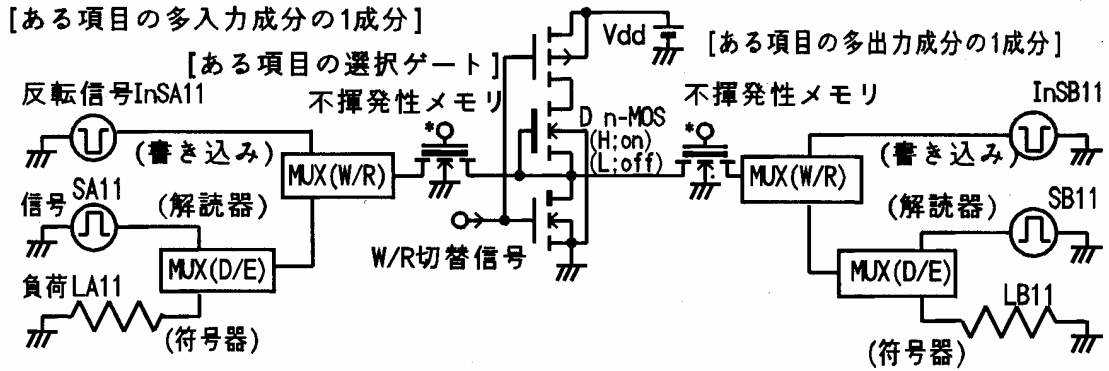 [ある項目の多入力成分の1成分]
Vdd
[ある項目の多出力成分の1成分]
[ある項目の選択ゲート]
反転信号InSA11
不揮発性メモリ
不揮発性メモリ
InSB11
*
D n-MOS
(H;on)
(L;off)
*
(書き込み)
(書き込み)
MUX(W/R)
MUX(W/R)
信号 SA11
(解読器)
(解読器)
SB11
W/R切替信号
MUX(D/E)
MUX(D/E)
負荷LA11
LB11
(符号器)
(符号器)